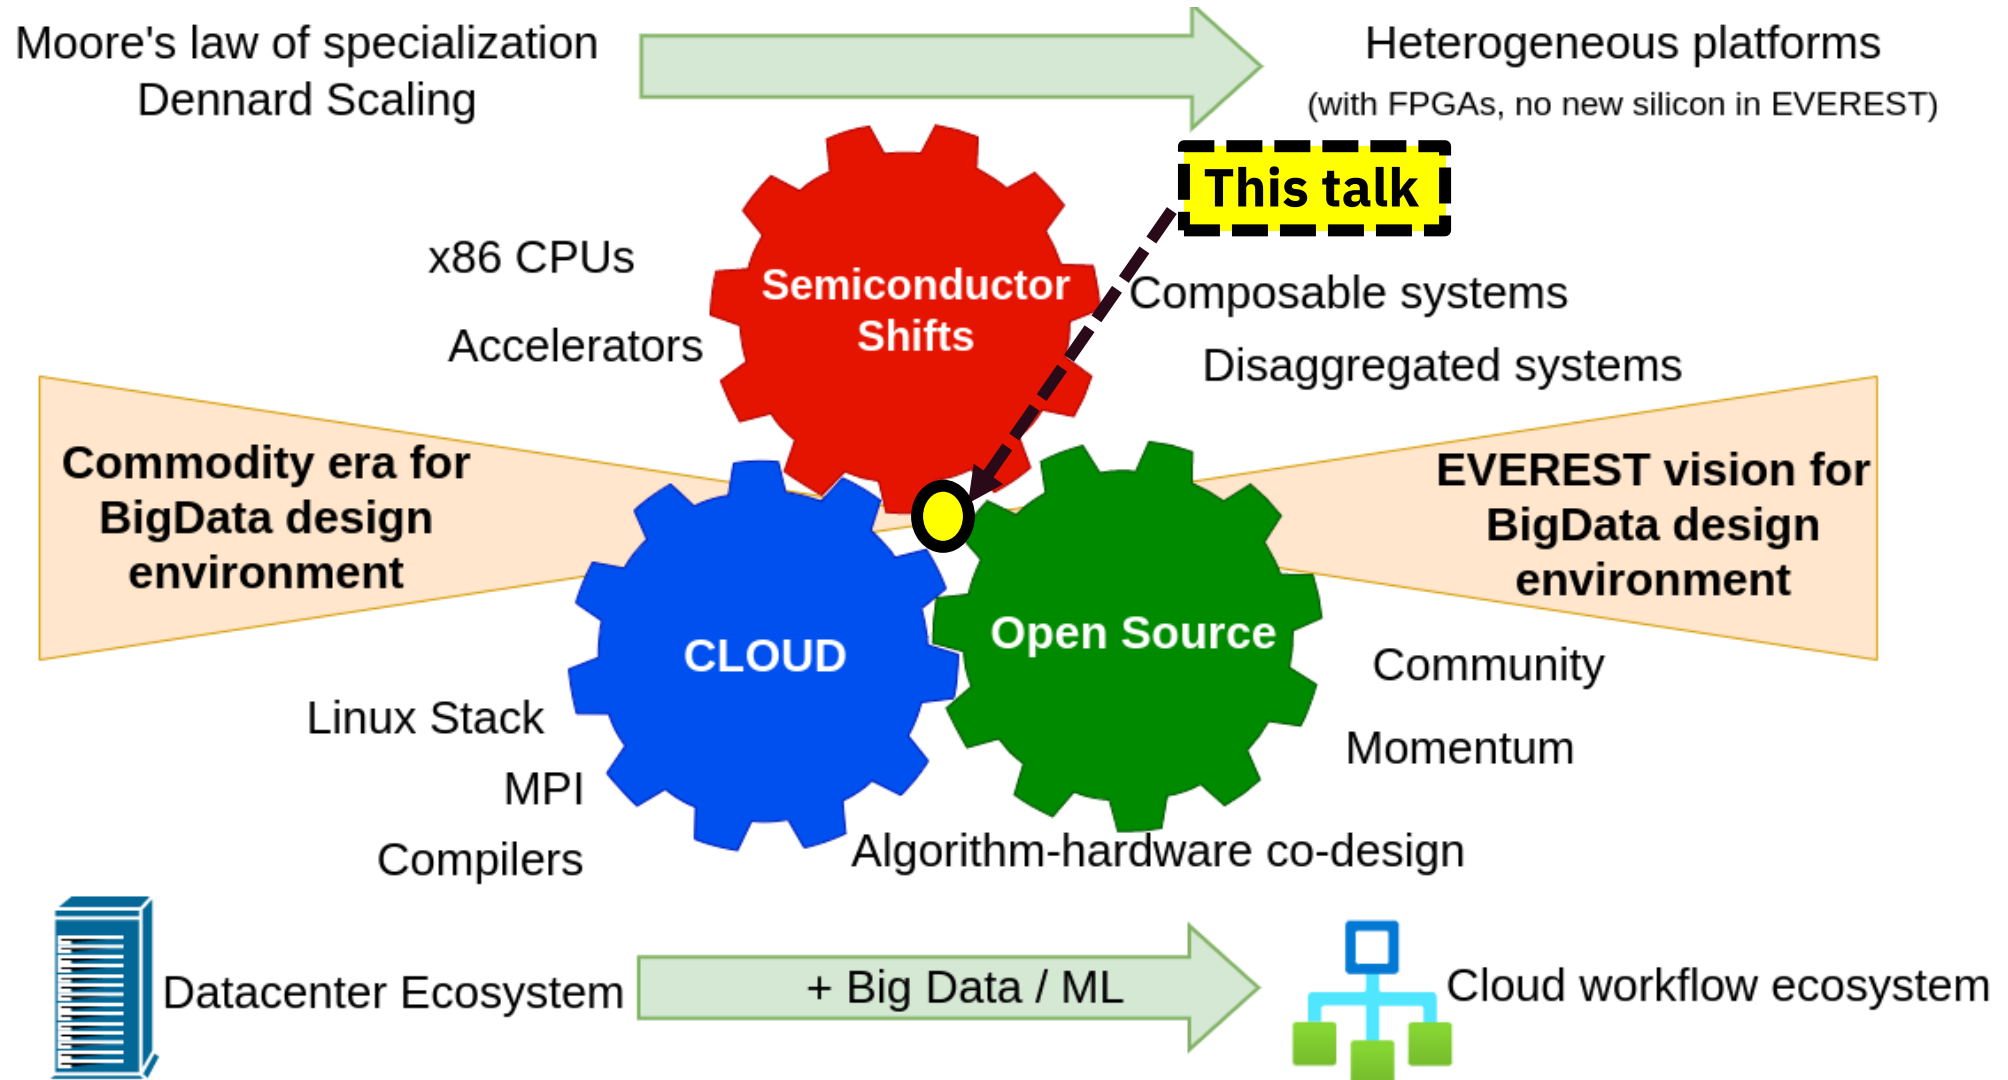 Moore's law of specialization
Dennard Scaling
Heterogeneous platforms
(with FPGAs, no new silicon in EVEREST)
This talk
x86 CPUs
Accelerators
Semiconductor
Shifts
Composable systems
Disaggregated systems
Commodity era for
BigData design
environment
EVEREST vision for
BigData design
environment
CLOUD
Open Source
Linux Stack
MPI
Compilers
Community
Momentum
Algorithm-hardware co-design
Datacenter Ecosystem
+ Big Data / ML
Cloud workflow ecosystem